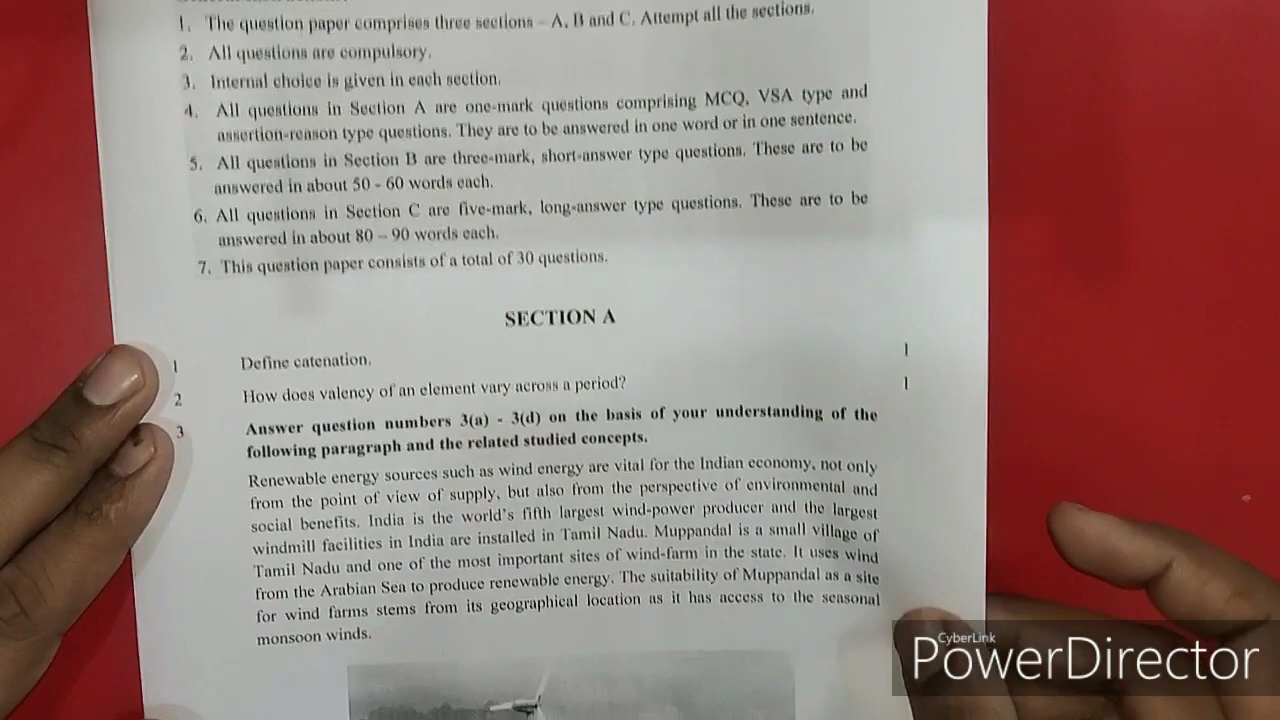 1. The question paper comprises three sections – A, B and C. Attempt all the sections.
2. All questions are compulsory.
3. Internal choice is given in each section.
4. All questions in Section A are one-mark questions comprising MCQ, VSA type and
assertion-reason type questions. They are to be answered in one word or in one sentence.
5. All questions in Section B are three-mark, short-answer type questions. These are to be
answered in about 50 - 60 words each.
6. All questions in Section C are five-mark, long-answer type questions. These are to be
answered in about 80 – 90 words each.
7. This question paper consists of a total of 30 questions.
SECTION A
1 Define catenation. 1
2 How does valency of an element vary across a period? 1
3 Answer question numbers 3(a) - 3(d) on the basis of your understanding of the
following paragraph and the related studied concepts.
Renewable energy sources such as wind energy are vital for the Indian economy, not only
from the point of view of supply, but also from the perspective of environmental and
social benefits. India is the world's fifth largest wind-power producer and the largest
windmill facilities in India are installed in Tamil Nadu. Muppandal is a small village of
Tamil Nadu and one of the most important sites of wind-farm in the state. It uses wind
from the Arabian Sea to produce renewable energy. The suitability of Muppandal as a site
for wind farms stems from its geographical location as it has access to the seasonal
monsoon winds.
CyberLink
PowerDirector